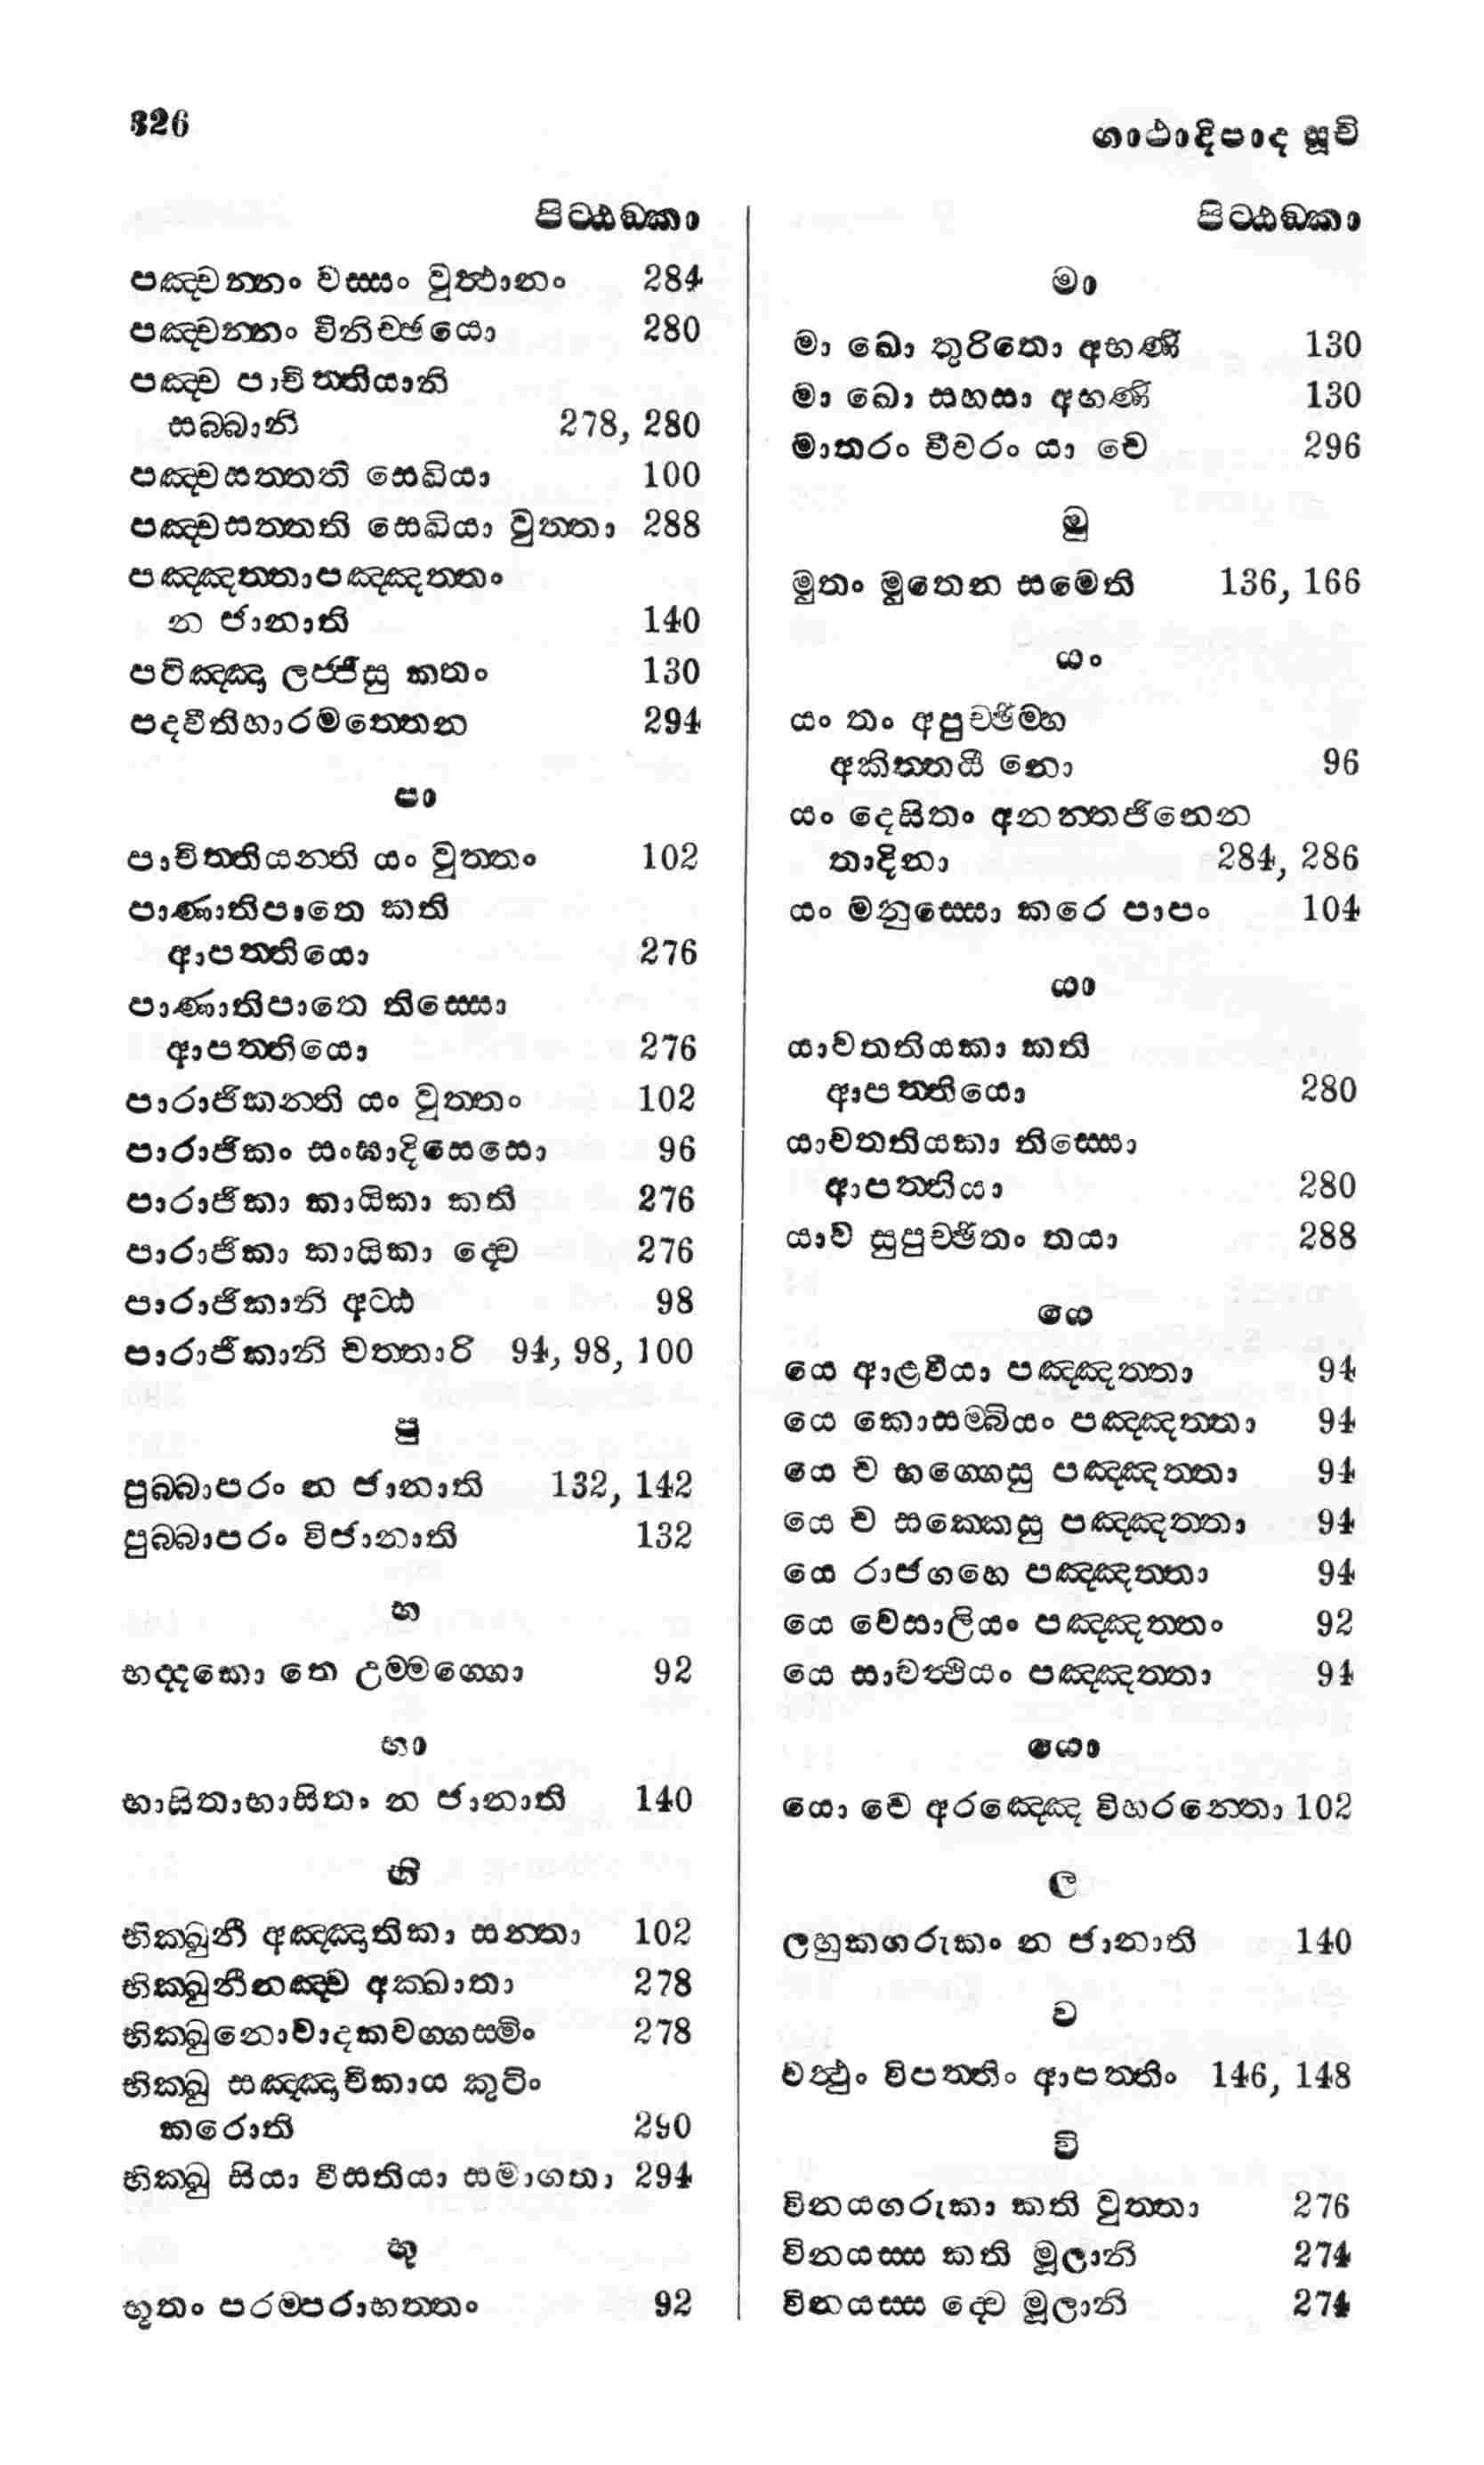 326
ගාථාදිපාද සූචි
පිට්ඨඞ්කා
පඤ්චන්නං වස්සං වුත්ථානං 284
පඤ්චන්නං විනිච්ඡයො 280
පඤ්ච පාචිත්තියානි
සබ්බානි 278, 280
පඤ්චසත්තති සෙඛියා 100
පඤ්චසත්තති සෙඛියා වුත්තා 288
පඤ්ඤත්තාපඤ්ඤත්තං
න ජානාති 140
පටිඤ්ඤා ලජ්ජීසු කතං 130
පදවීතිහාරමත්තෙන 294
පා
පාචිත්තියන්ති යං වුත්තං 102
පාණාතිපාතෙ කති
ආපත්තියො 276
පාණාතිපාතෙ තිස්සො
ආපත්තියො 276
පාරාජිකන්ති යං වුත්තං 102
පාරාජිකං සංඝාදිසෙසො 96
පාරාජිකා කායිකා කති 276
පාරාජිකා කායිකා ද්වෙ 276
පාරාජිකානි අට්ඨ 98
පාරාජිකානි චත්තාරි 94, 98, 100
පු
පුබ්බාපරං න ජානාති 132, 142
පුබ්බාපරං විජානාති 132
භ
භද්දකො තෙ උම්මග්ගො 92
භා
භාසිතාභාසිතං න ජානාති 140
භි
භික්ඛුනී අඤ්ඤාතිකා සන්තා 102
භික්ඛුනීනඤ්ච අක්ඛාතා 278
භික්ඛුනොවාදකවග්ගස්මිං 278
භික්ඛු සඤ්ඤාචිකාය කුටිං
කරොති 290
භික්ඛු සියා වීසතියා සමාගතා 294
භූ
භූතං පරම්පරාභත්තං 92
පිට්ඨඞ්කා
මා
මා ඛො තුරිතො අභණි 130
මා ඛො සහසා අභණි 130
මාතරං චීවරං යා චෙ 296
මු
මුතං මුතෙන සමෙති 136, 166
යං
යං තං අපුච්ඡිම්හ
අකිත්තයී නො 96
යං දෙසිතං අනන්තජිනෙන
තාදිනා 284, 286
යං මනුස්සො කරෙ පාපං 104
යා
යාවතතියකා කති
ආපත්තියො 280
යාවතතියකා තිස්සො
ආපත්තියා 280
යාව සුපුච්ඡිතං තයා 288
යෙ
යෙ ආළවියා පඤ්ඤත්තා 94
යෙ කොසම්බියං පඤ්ඤත්තා 94
යෙ ච භග්ගෙසු පඤ්ඤත්තා 94
යෙ ච සක්කෙසු පඤ්ඤත්තා 94
යෙ රාජගහෙ පඤ්ඤත්තා 94
යෙ වෙසාලියං පඤ්ඤත්තං 92
යෙ සාවත්ථියං පඤ්ඤත්තා 94
යො
යො වෙ අරඤ්ඤෙ විහරන්තො 102
ල
ලහුකගරුකං න ජානාති 140
ව
වත්ථුං විපත්තිං ආපත්තිං 146, 148
වි
විනයගරුකා කති වුත්තා 276
විනයස්ස කති මූලානි 274
විනයස්ස ද්වෙ මූලානි 274